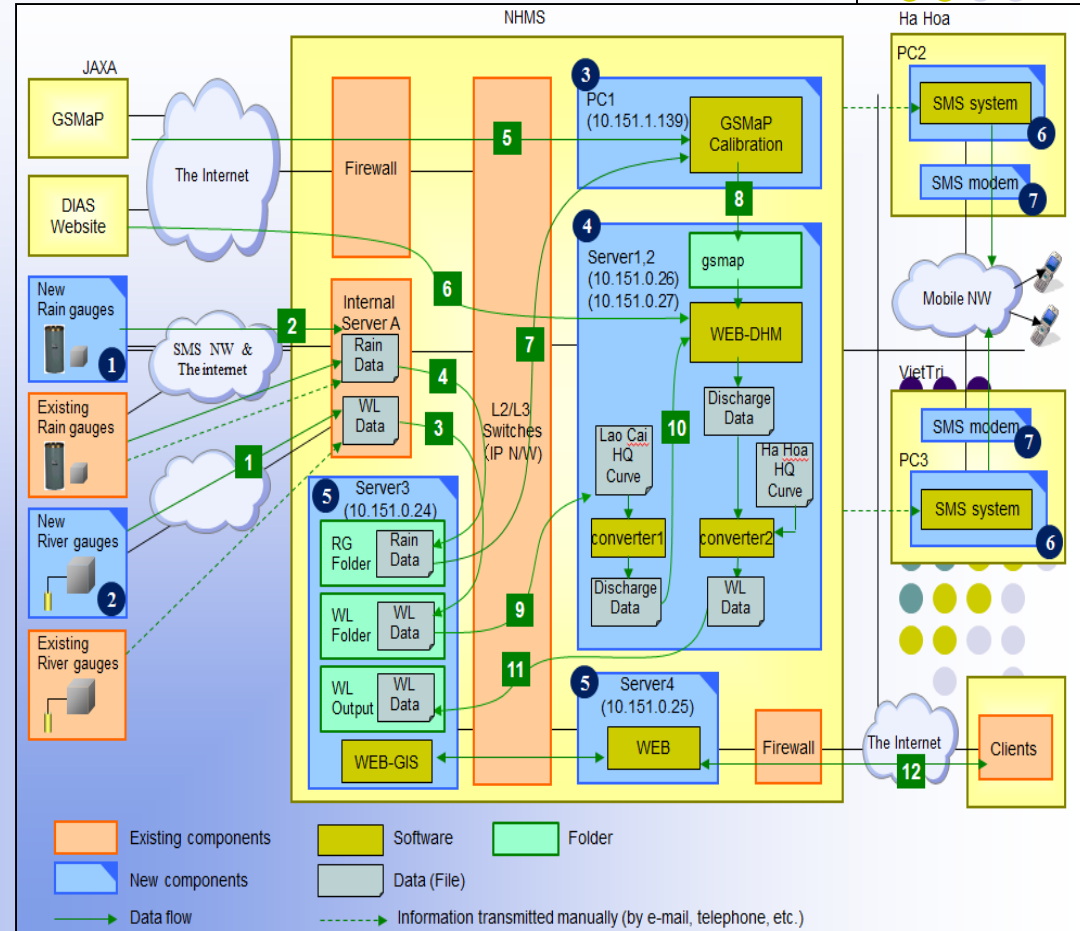 NHMS
Ha Hoa
JAXA
GSMaP
DIAS
Website
The Internet
New
Rain gauges
1
Existing
Rain gauges
New
River gauges
2
Existing
River gauges
SMS NW &
The internet
Firewall
Internal
Server A
Rain
Data
WL
Data
L2/L3
Switches
(IP N/W)
5
Server3
(10.151.0.24)
RG
Folder
Rain
Data
WL
Folder
WL
Data
WL
Output
WL
Data
WEB-GIS
3
PC1
(10.151.1.139)
GSMaP
Calibration
4
Server1,2
(10.151.0.26)
(10.151.0.27)
gsmap
WEB-DHM
Discharge
Data
Lao Cai
HQ
Curve
Ha Hoa
HQ
Curve
converter1
converter2
Discharge
Data
WL
Data
5
Server4
(10.151.0.25)
WEB
Firewall
The Internet
Clients
PC2
SMS system
6
SMS modem
7
Mobile NW
VietTri
SMS modem
7
PC3
SMS system
6
5
8
6
2
7
4
3
10
1
9
11
12
Existing components
Software
Folder
New components
Data (File)
Data flow
Information transmitted manually (by e-mail, telephone, etc.)